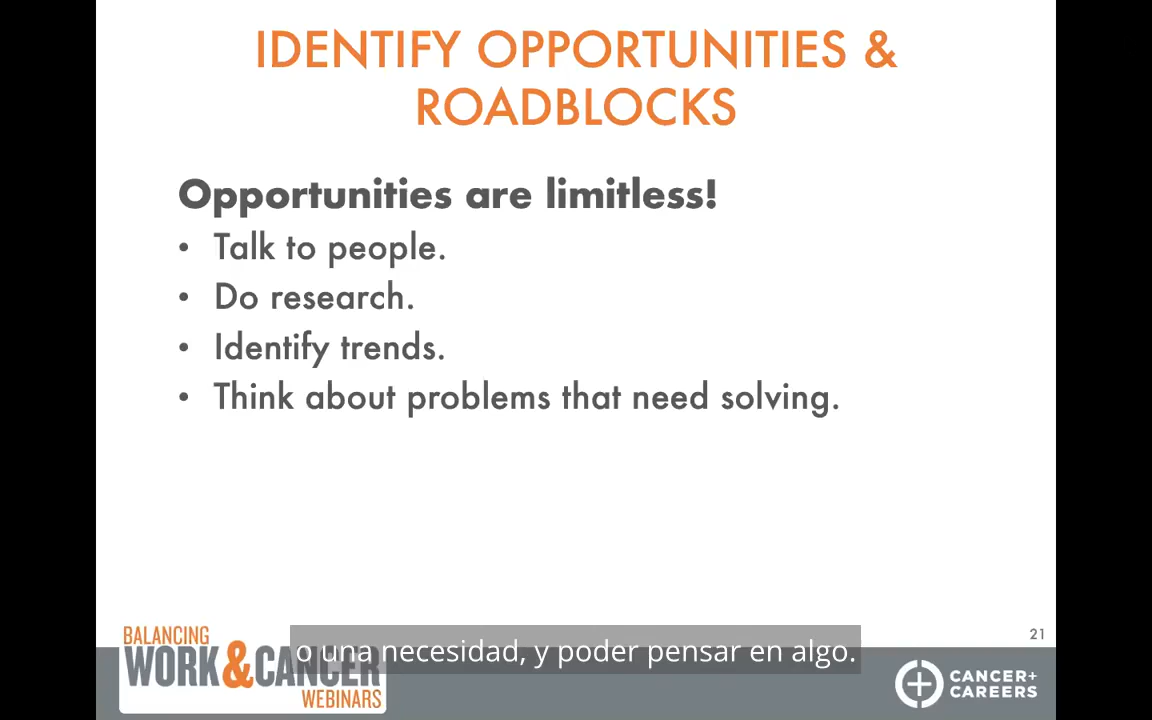 IDENTIFY OPPORTUNITIES &
ROADBLOCKS
Opportunities are limitless!
• Talk to people.
• Do research.
• Identify trends.
• Think about problems that need solving.
21
BALANCING
WORK & CANCER
WEBINARS
o una necesidad, y poder pensar en algo.
CANCER+
CAREERS